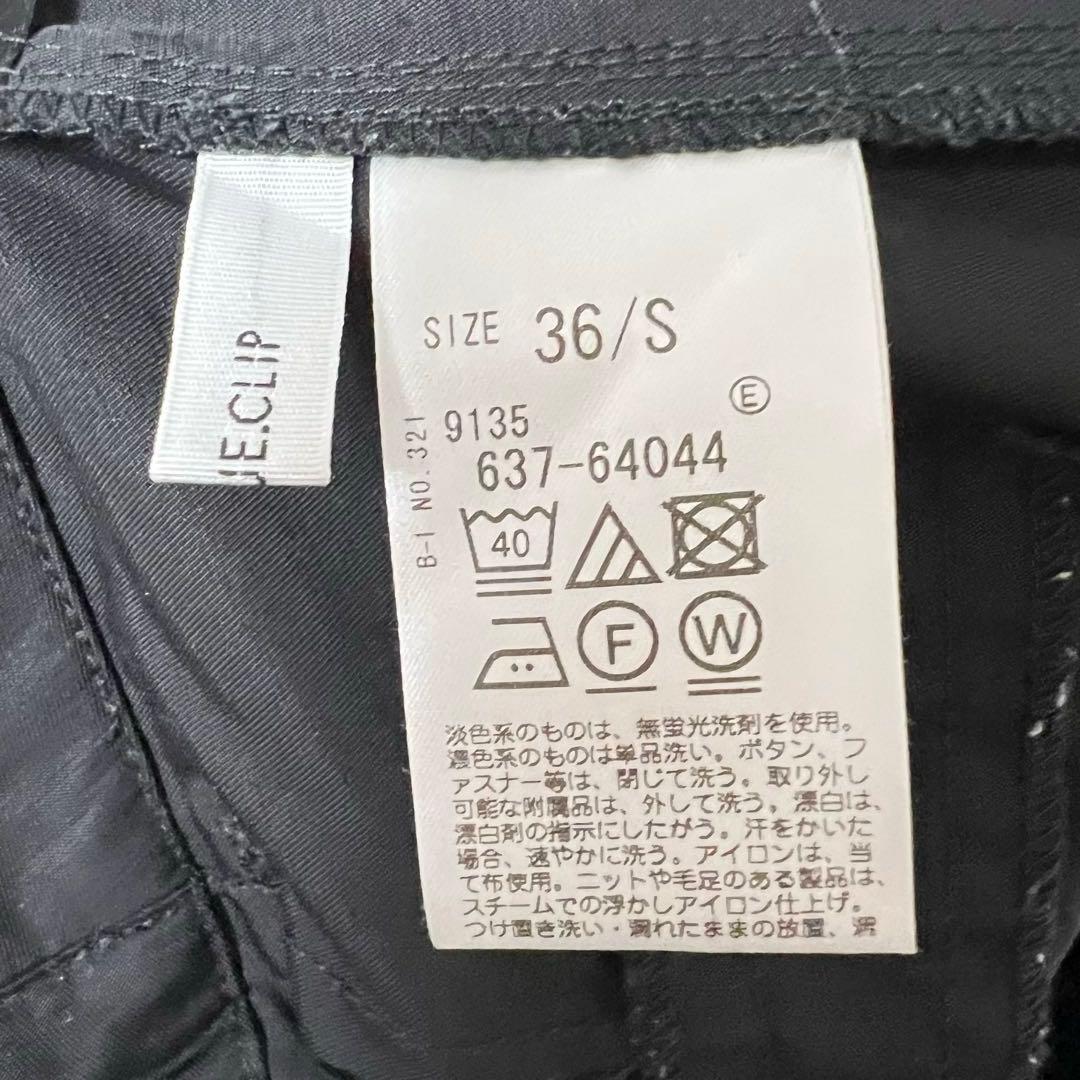 JE.CLIP
SIZE 36/S
E
B-1 NO.321
9135
637-64044
40
F
W
淡色系のものは、無蛍光洗剤を使用。
濃色系のものは単品洗い。ボタン、フ
ァスナー等は、閉じて洗う。取り外し
可能な附属品は、外して洗う。漂白は、
漂白剤の指示にしたがう。汗をかいた
場合、速やかに洗う。アイロンは、当
て布使用。ニットや毛足のある製品は、
スチームでの浮かしアイロン仕上げ。
つけ置き洗い・濡れたままの放置、濡